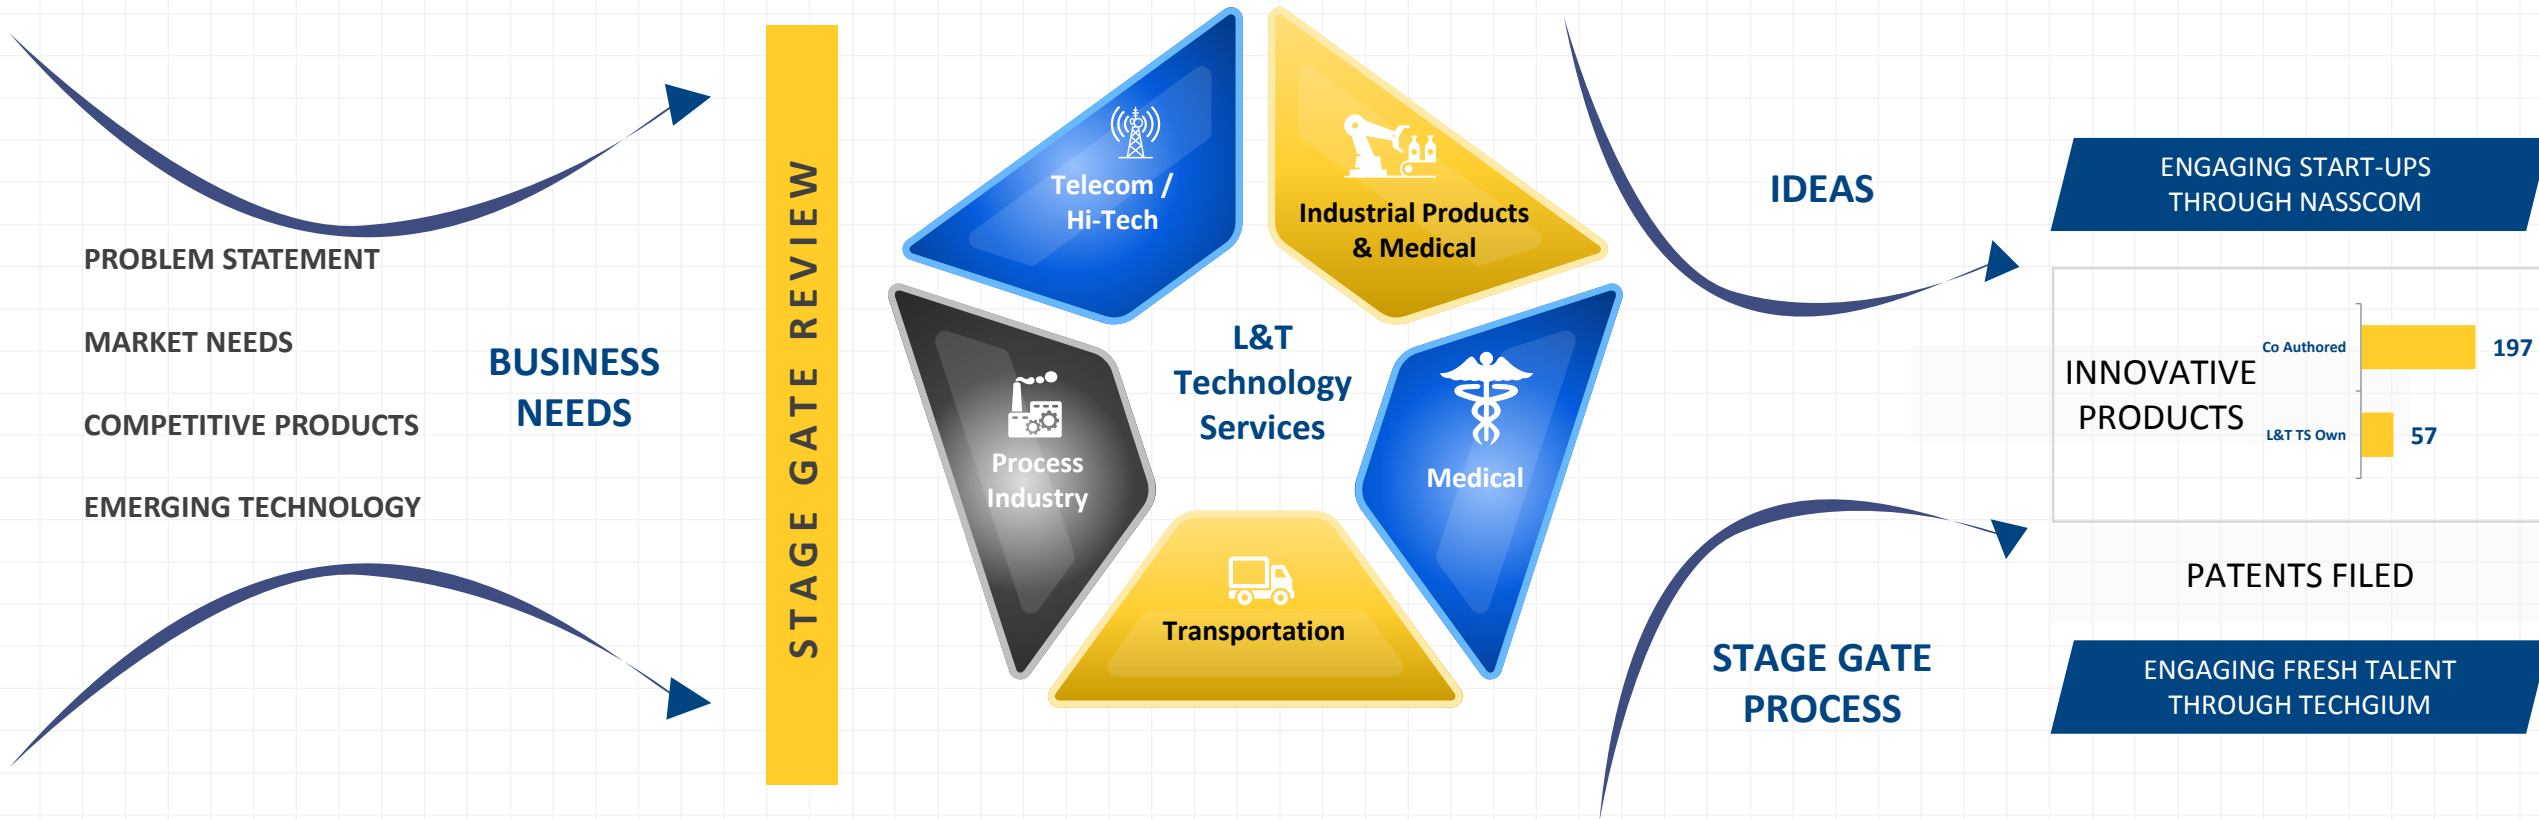 PROBLEM STATEMENT
MARKET NEEDS
COMPETITIVE PRODUCTS
EMERGING TECHNOLOGY
BUSINESS
NEEDS
STAGE GATE REVIEW
Telecom /
Hi-Tech
Industrial Products
& Medical
Process
Industry
L&T
Technology
Services
Medical
Transportation
IDEAS
STAGE GATE
PROCESS
ENGAGING START-UPS
THROUGH NASSCOM
INNOVATIVE
PRODUCTS
Co Authored 197
L&T TS Own 57
PATENTS FILED
ENGAGING FRESH TALENT
THROUGH TECHGIUM